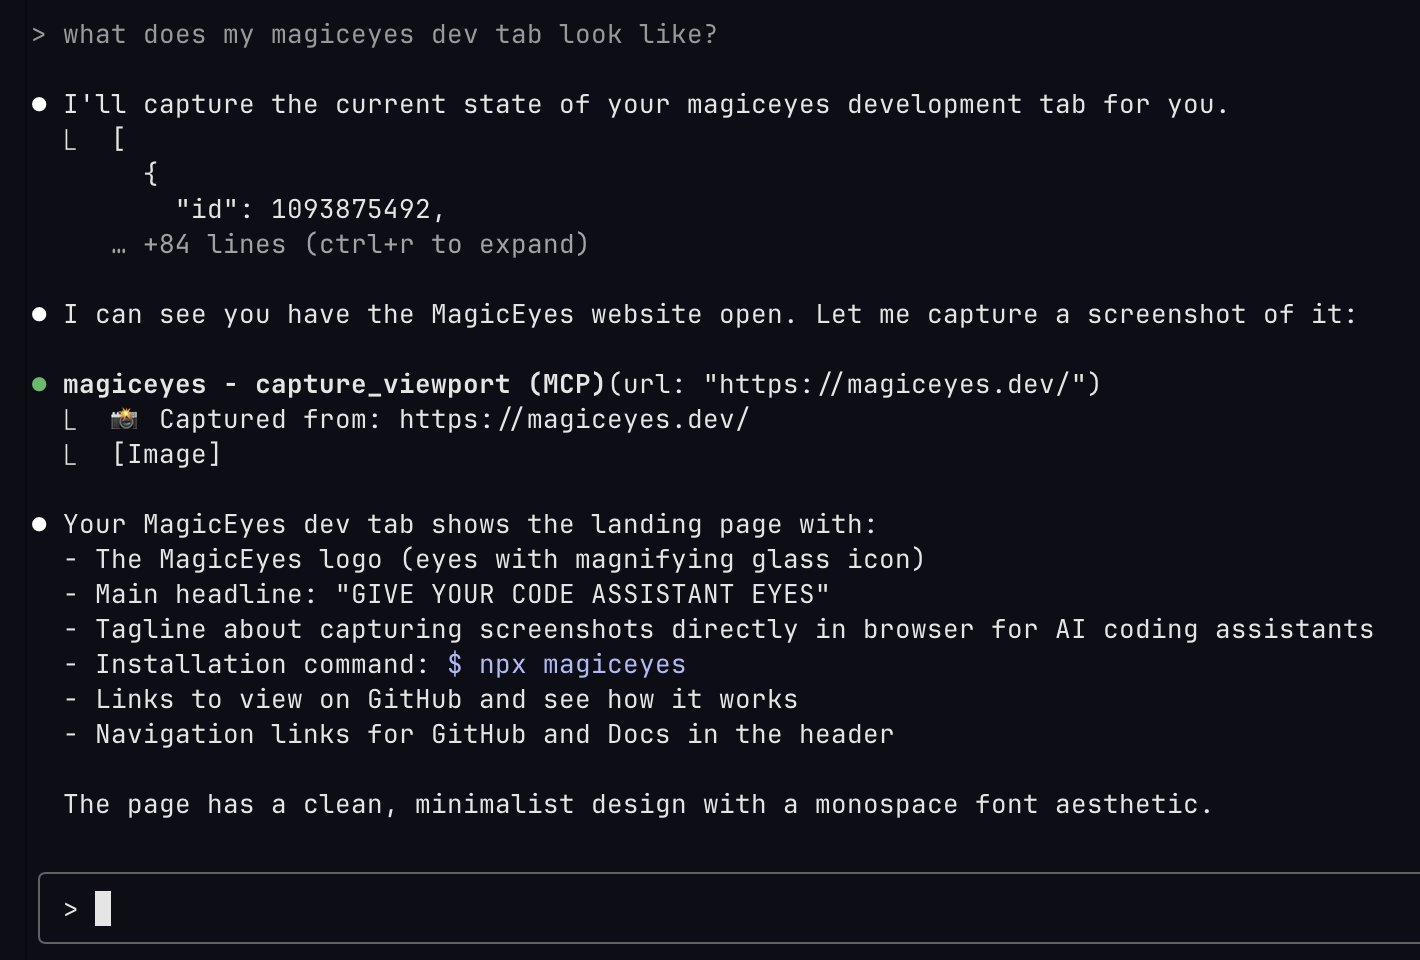 > what does my magiceyes dev tab look like?
● I'll capture the current state of your magiceyes development tab for you.
⎿ [
{
"id": 1093875492,
… +84 lines (ctrl+r to expand)
● I can see you have the MagicEyes website open. Let me capture a screenshot of it:
● magiceyes - capture_viewport (MCP)(url: "https://magiceyes.dev/")
⎿ 📸 Captured from: https://magiceyes.dev/
⎿ [Image]
● Your MagicEyes dev tab shows the landing page with:
- The MagicEyes logo (eyes with magnifying glass icon)
- Main headline: "GIVE YOUR CODE ASSISTANT EYES"
- Tagline about capturing screenshots directly in browser for AI coding assistants
- Installation command: $ npx magiceyes
- Links to view on GitHub and see how it works
- Navigation links for GitHub and Docs in the header
The page has a clean, minimalist design with a monospace font aesthetic.
>